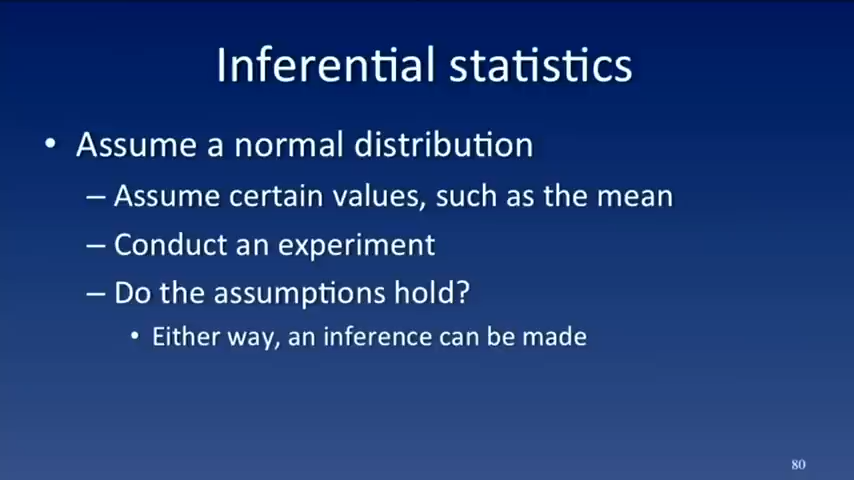 Inferential statistics
• Assume a normal distribution
– Assume certain values, such as the mean
– Conduct an experiment
– Do the assumptions hold?
• Either way, an inference can be made
80